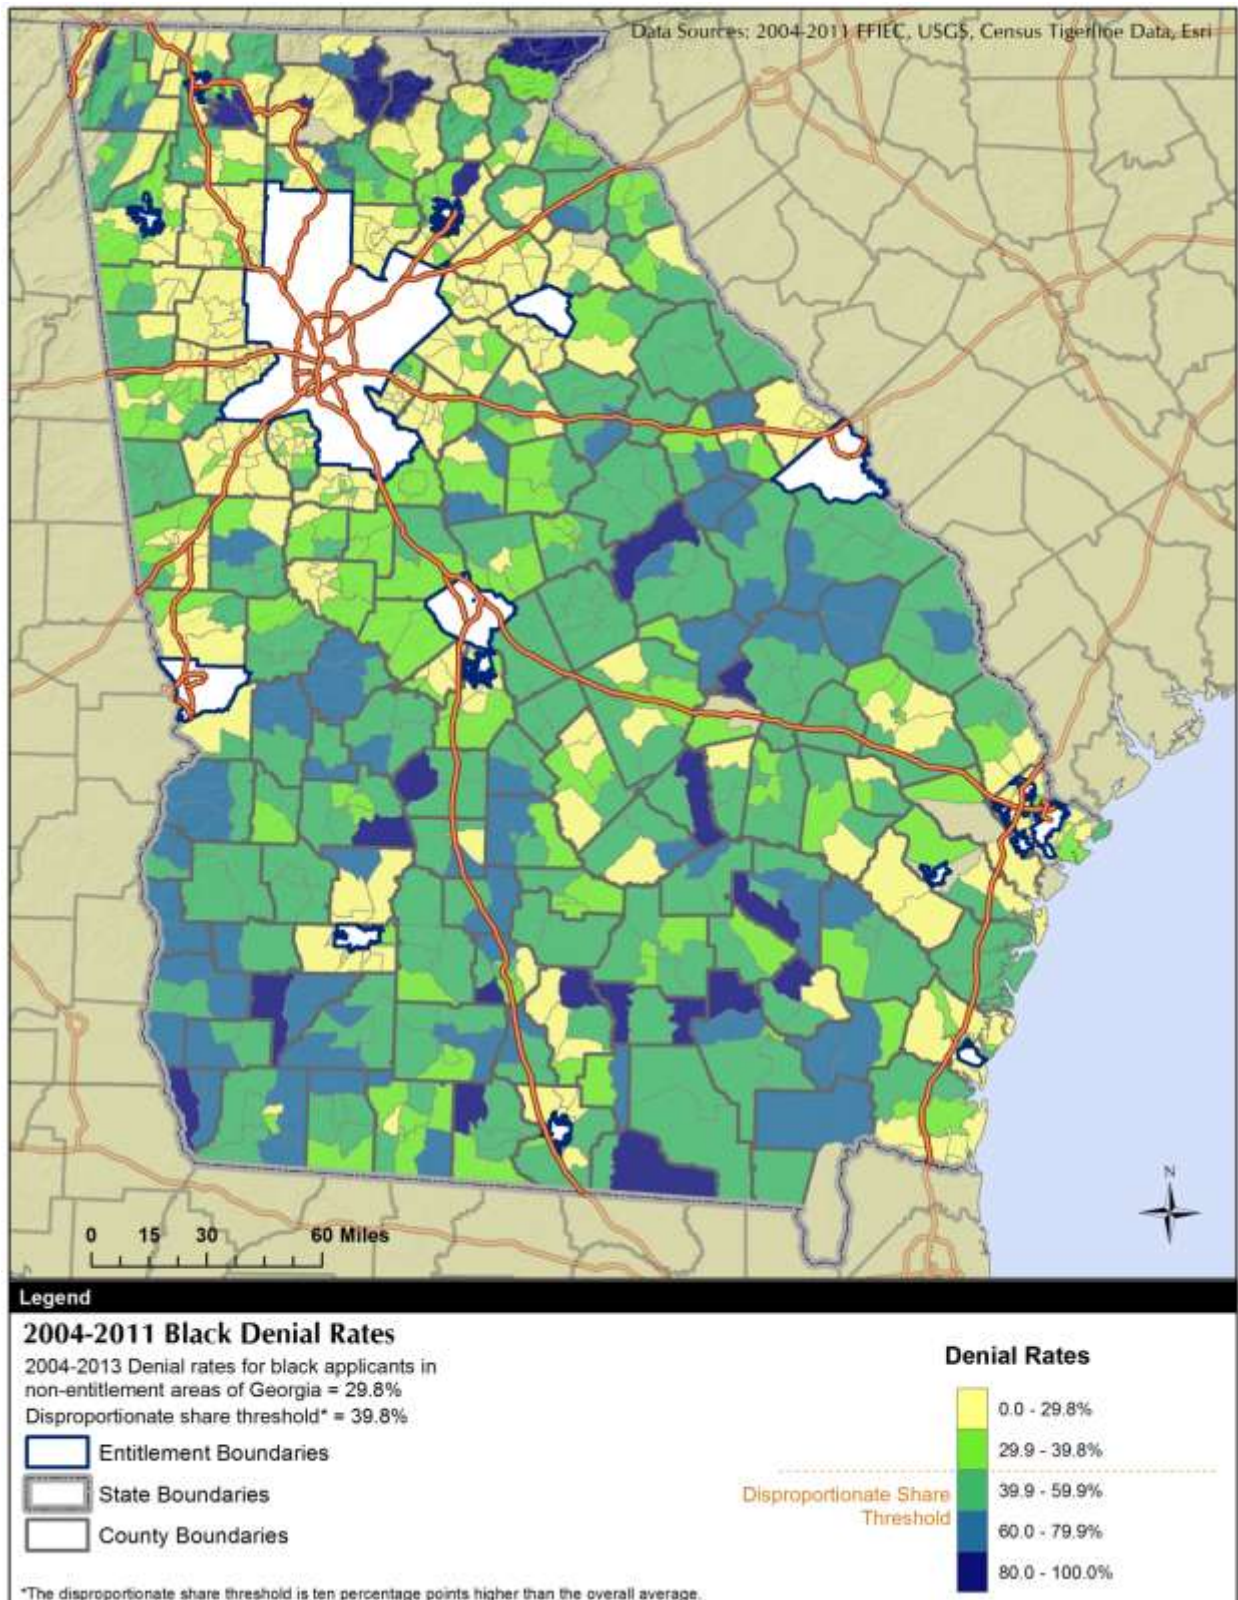 Data Sources: 2004-2011 FFIEC, USGS, Census Tigerline Data, Esri
N
0 15 30 60 Miles
Legend
2004-2011 Black Denial Rates
2004-2013 Denial rates for black applicants in
non-entitlement areas of Georgia = 29.8%
Disproportionate share threshold* = 39.8%
Entitlement Boundaries
State Boundaries
County Boundaries
*The disproportionate share threshold is ten percentage points higher than the overall average.
Denial Rates
0.0 - 29.8%
29.9 - 39.8%
Disproportionate Share
Threshold
39.9 - 59.9%
60.0 - 79.9%
80.0 - 100.0%